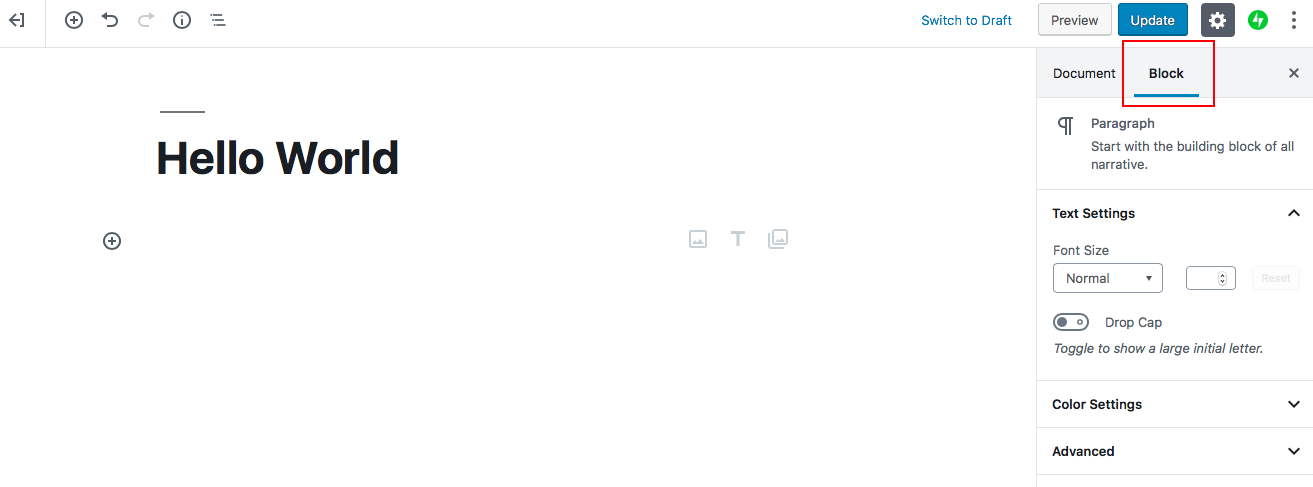 Switch to Draft
Preview
Update
Document
Block
Hello World
Paragraph
Start with the building block of all
narrative.
Text Settings
Font Size
Normal
Reset
Drop Cap
Toggle to show a large initial letter.
Color Settings
Advanced